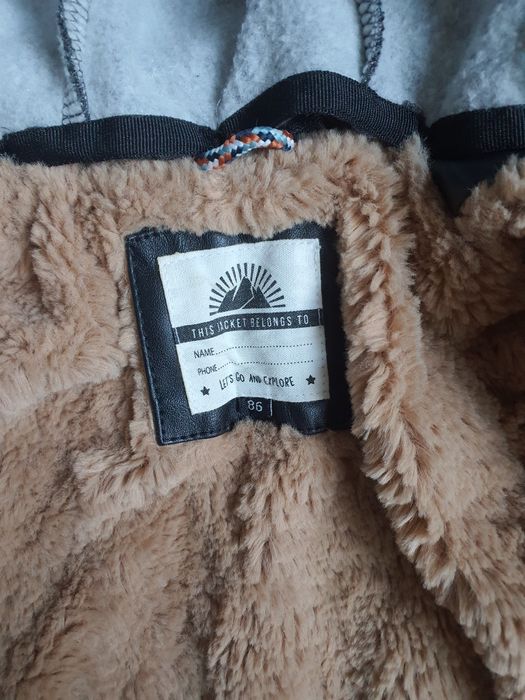 THIS JACKET BELONGS TO
NAME..............................
PHONE............................
★ LET'S GO AND EXPLORE ★
86